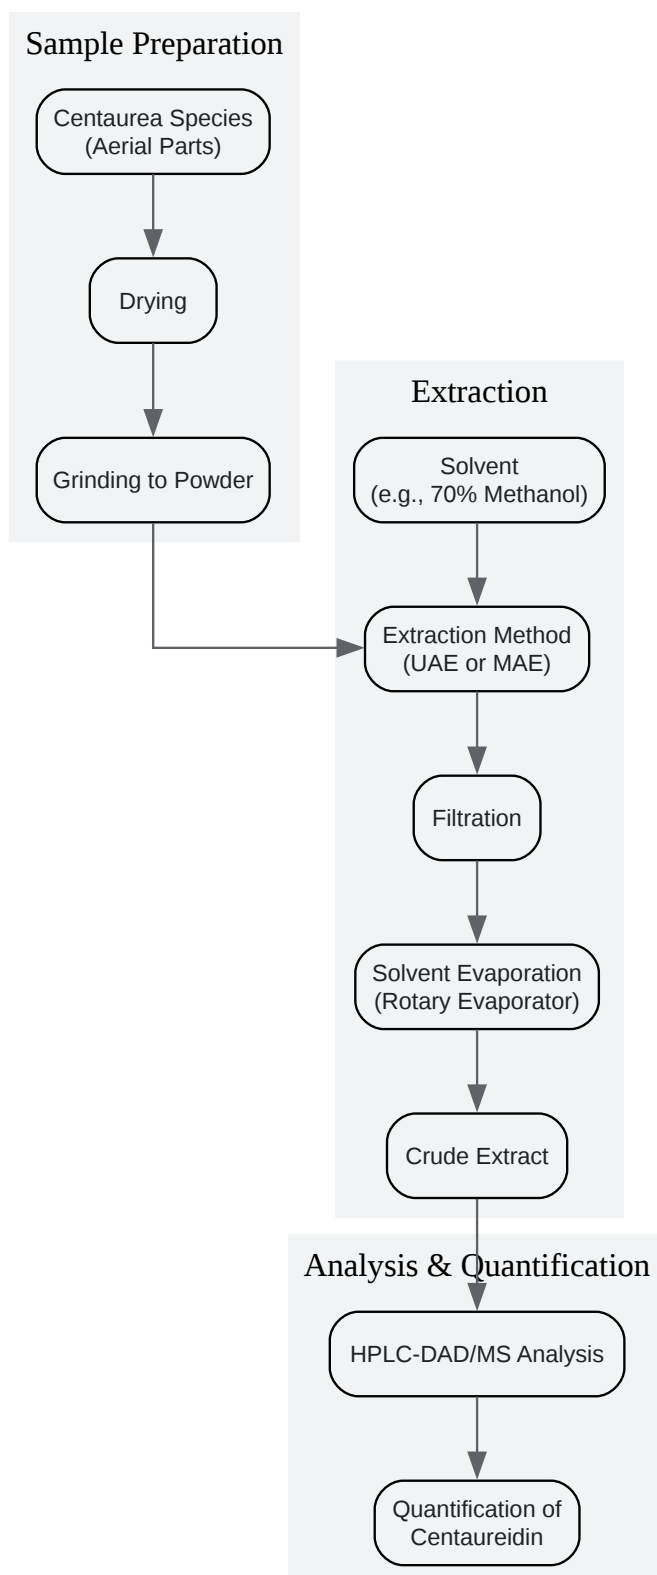 Sample Preparation
Centaurea Species
(Aerial Parts)
Drying
Grinding to Powder
Extraction
Solvent
(e.g., 70% Methanol)
Extraction Method
(UAE or MAE)
Filtration
Solvent Evaporation
(Rotary Evaporator)
Crude Extract
Analysis & Quantification
HPLC-DAD/MS Analysis
Quantification of
Centaureidin